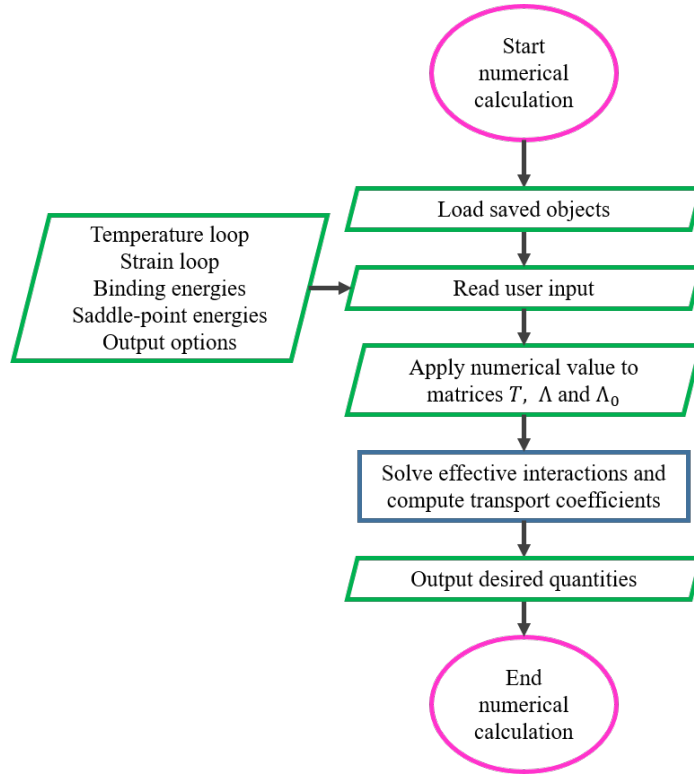 Start
numerical
calculation
Load saved objects
Temperature loop
Strain loop
Binding energies
Saddle-point energies
Output options
Read user input
Apply numerical value to
matrices T, Λ and Λ₀
Solve effective interactions and
compute transport coefficients
Output desired quantities
End
numerical
calculation